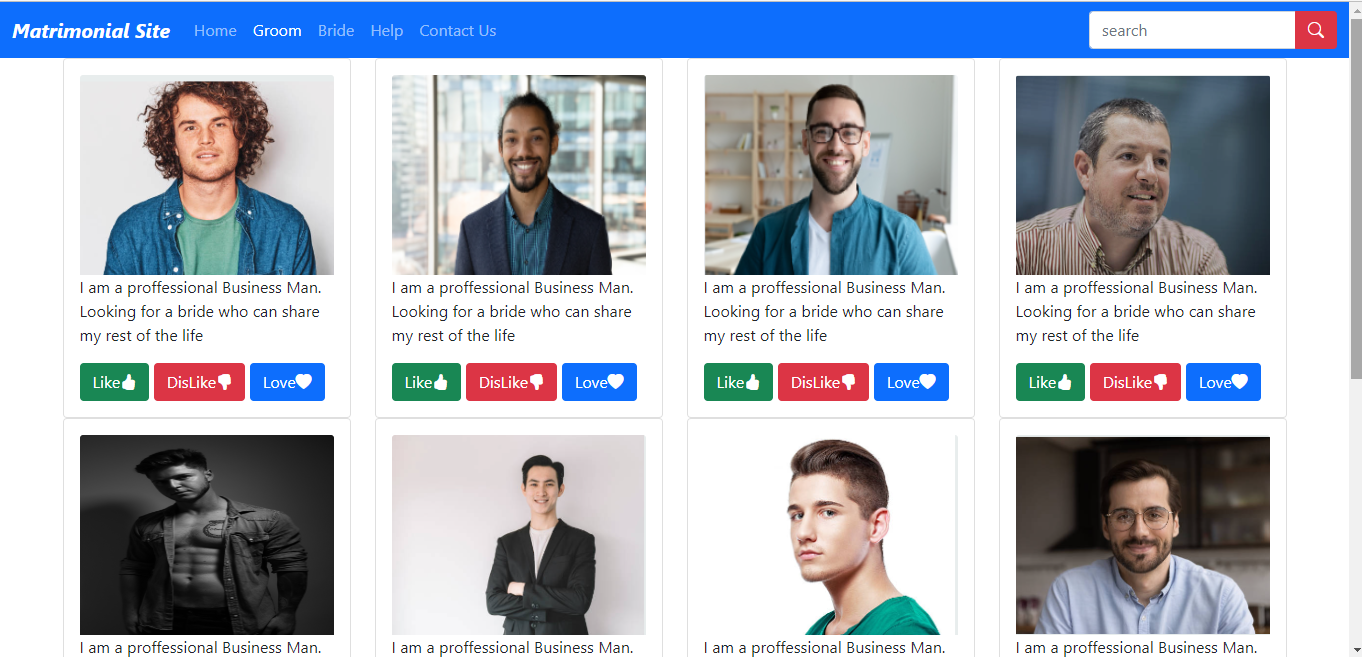 Matrimonial Site Home Groom Bride Help Contact Us search
I am a proffessional Business Man.
Looking for a bride who can share
my rest of the life
Like DisLike Love
I am a proffessional Business Man.
Looking for a bride who can share
my rest of the life
Like DisLike Love
I am a proffessional Business Man.
Looking for a bride who can share
my rest of the life
Like DisLike Love
I am a proffessional Business Man.
Looking for a bride who can share
my rest of the life
Like DisLike Love
I am a proffessional Business Man.
I am a proffessional Business Man.
I am a proffessional Business Man.
I am a proffessional Business Man.